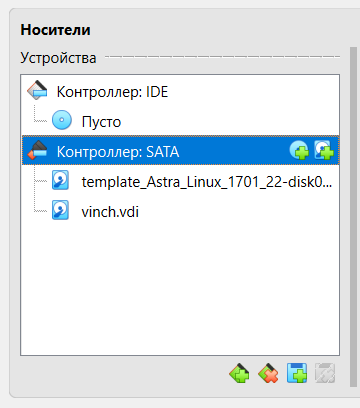 Носители
Устройства
Контроллер: IDE
Пусто
Контроллер: SATA
template_Astra_Linux_1701_22-disk0...
vinch.vdi